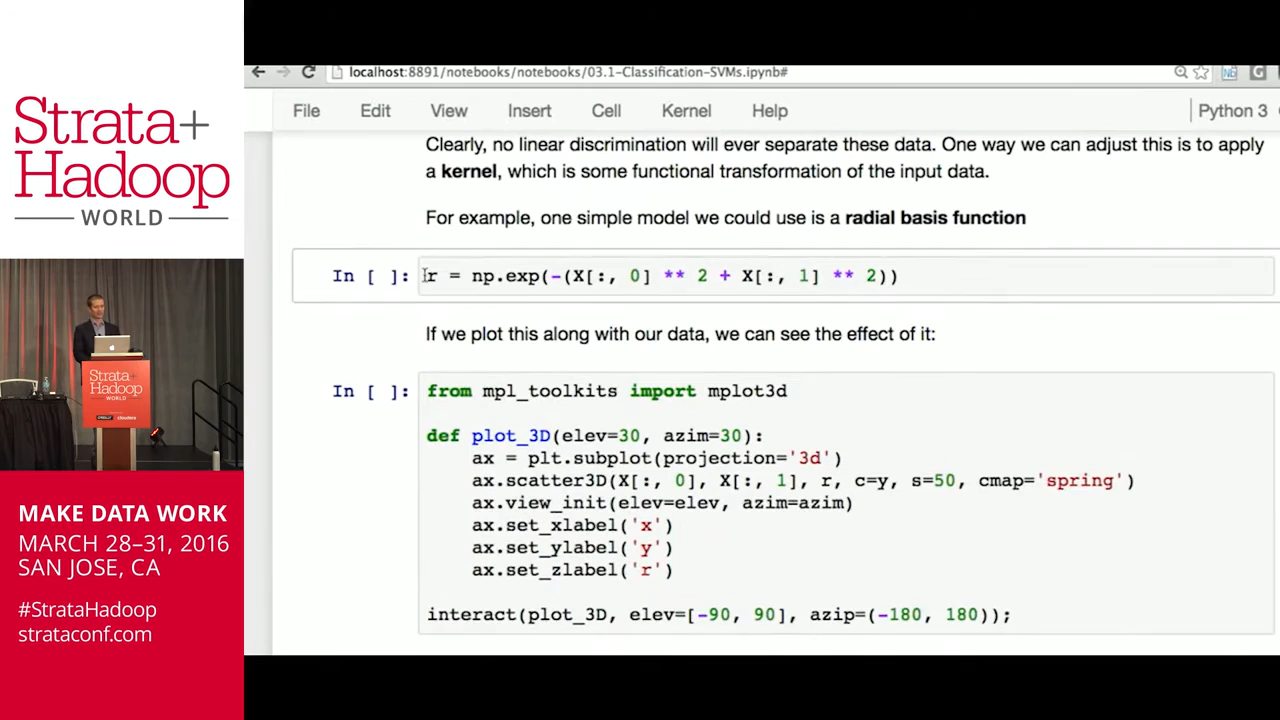 Strata+
Hadoop
WORLD
MAKE DATA WORK
MARCH 28–31, 2016
SAN JOSE, CA
#StrataHadoop
strataconf.com
Strata+
Hadoop
WORLD
localhost:8891/notebooks/notebooks/03.1-Classification-SVMs.ipynb#
File Edit View Insert Cell Kernel Help Python 3
Clearly, no linear discrimination will ever separate these data. One way we can adjust this is to apply
a kernel, which is some functional transformation of the input data.
For example, one simple model we could use is a radial basis function
In [ ]: r = np.exp(-(X[:, 0] ** 2 + X[:, 1] ** 2))
If we plot this along with our data, we can see the effect of it:
In [ ]: from mpl_toolkits import mplot3d
def plot_3D(elev=30, azim=30):
ax = plt.subplot(projection='3d')
ax.scatter3D(X[:, 0], X[:, 1], r, c=y, s=50, cmap='spring')
ax.view_init(elev=elev, azim=azim)
ax.set_xlabel('x')
ax.set_ylabel('y')
ax.set_zlabel('r')
interact(plot_3D, elev=[-90, 90], azip=(-180, 180));